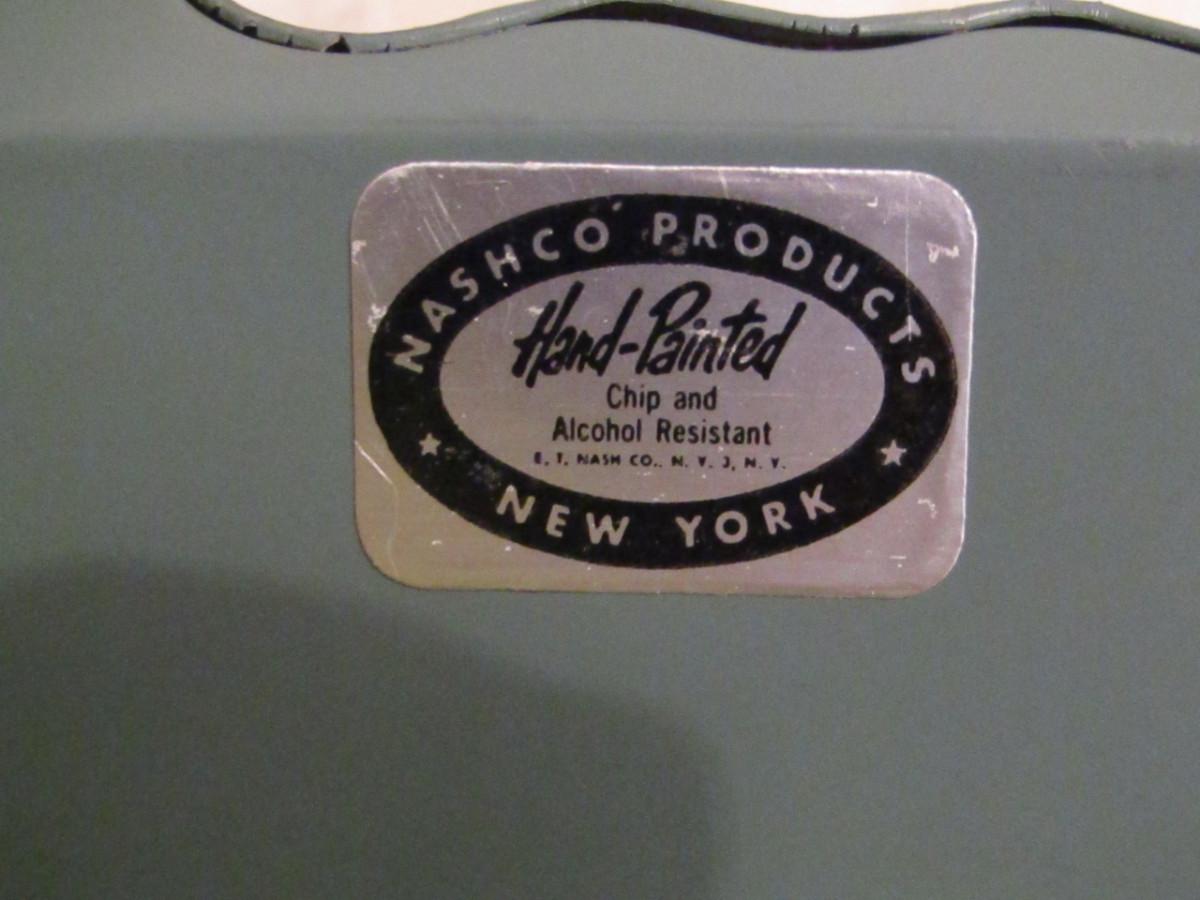 NASHCO PRODUCTS
Hand-Painted
Chip and
Alcohol Resistant
E. T. NASH CO., N. Y. 3, N. Y.
NEW YORK